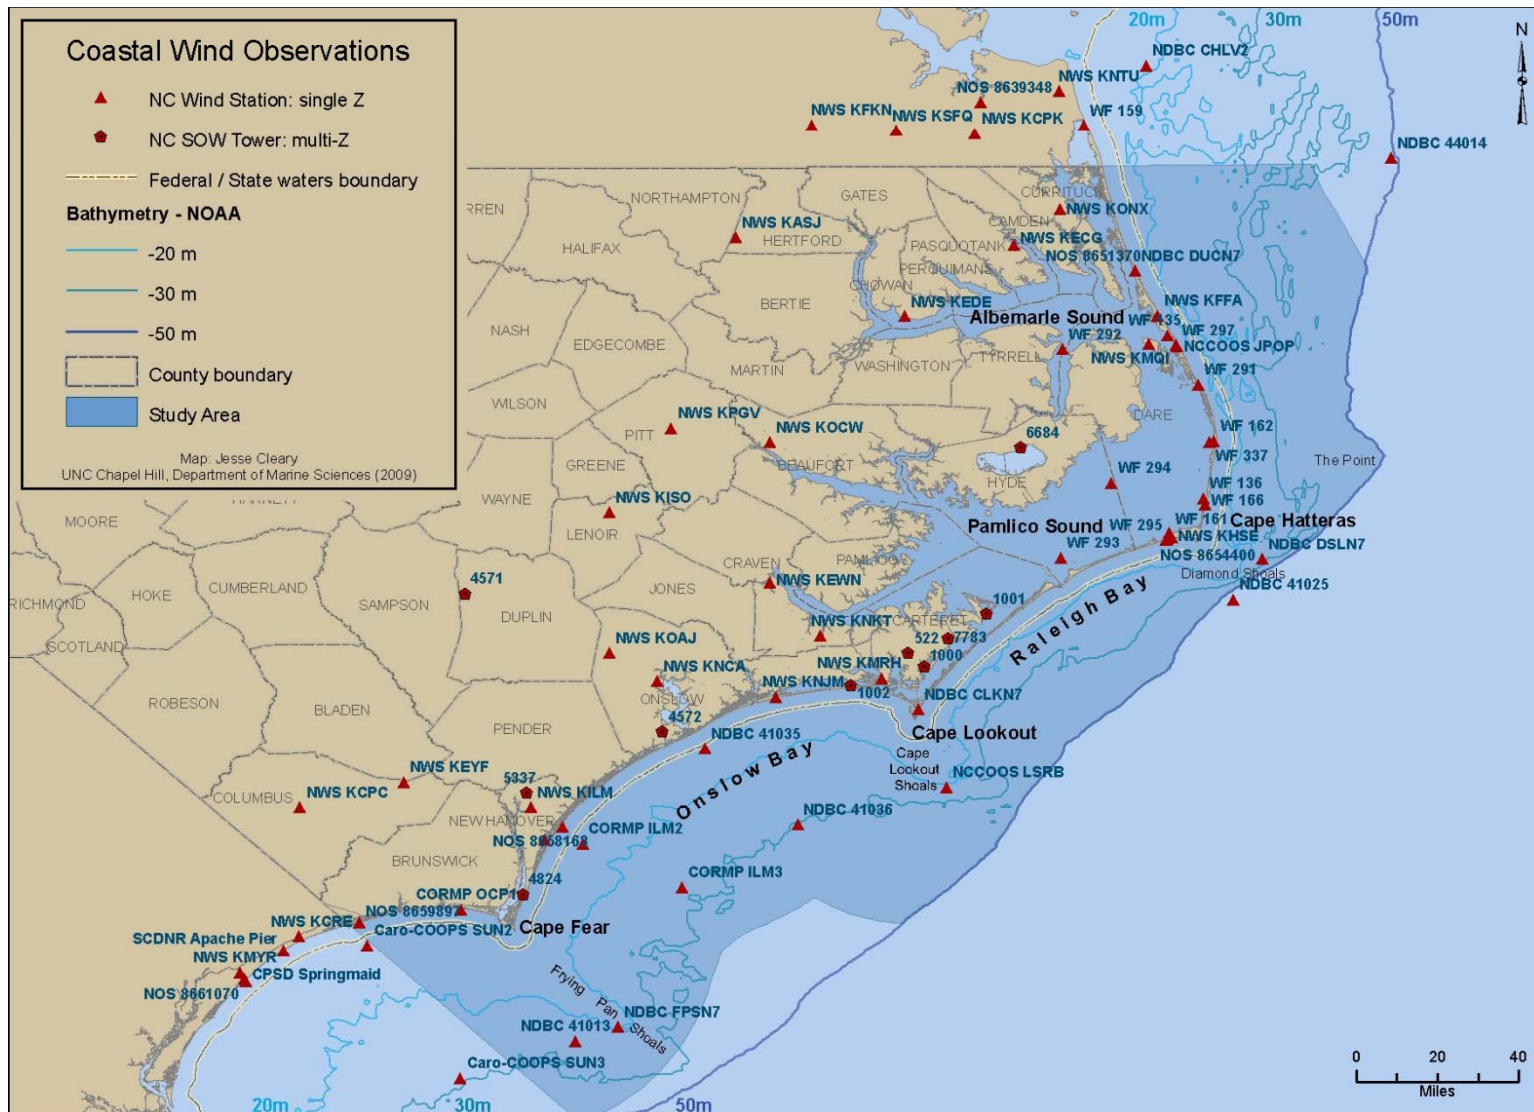 Coastal Wind Observations
NC Wind Station: single Z
NC SOW Tower: multi-Z
Federal / State waters boundary
Bathymetry - NOAA
-20 m
-30 m
-50 m
County boundary
Study Area
Map: Jesse Cleary
UNC Chapel Hill, Department of Marine Sciences (2009)
20m
30m
50m
N
NDBC CHLV2
NWS KNTU
NOS 8639348
NWS KFKN
NWS KSFQ
NWS KCPK
WF 159
NDBC 44014
NORTHAMPTON
GATES
CURRITUCK
RREN
CAMDEN
NWS KONX
NWS KASJ
HERTFORD
HALIFAX
PASQUOTANK
NWS KECG
NOS 8651370
NDBC DUCN7
PERQUIMANS
CHOWAN
BERTIE
NWS KEDE
NWS KFFA
Albemarle Sound
WF 135
NASH
WF 292
WF 297
EDGECOMBE
NCCOOS JPOP
TYRRELL
NWS KMQI
MARTIN
WASHINGTON
WF 291
WILSON
DARE
NWS KPGV
NWS KOCW
WF 162
PITT
6684
WF 337
The Point
GREENE
BEAUFORT
WF 294
HYDE
WF 136
WAYNE
NWS KISO
WF 166
HARNETT
MOORE
LENOIR
Pamlico Sound
WF 295
WF 161
Cape Hatteras
NWS KHSE
WF 293
NOS 8654400
NDBC DSLN7
CRAVEN
PAMLICO
Diamond Shoals
4571
NWS KEWN
NDBC 41025
CUMBERLAND
JONES
HOKE
RICHMOND
SAMPSON
DUPLIN
1001
CARTERET
SCOTLAND
NWS KOAJ
NWS KNKT
522
7783
Raleigh Bay
NWS KNCA
NWS KMRH
1000
NWS KNJM
1002
NDBC CLKN7
ONSLOW
ROBESON
BLADEN
4572
PENDER
Cape Lookout
NDBC 41035
Onslow Bay
Cape
Lookout
Shoals
NCCOOS LSRB
NWS KEYF
5337
NWS KCPC
NWS KILM
COLUMBUS
NEW HANOVER
NDBC 41036
CORMP ILM2
NOS 8658163
BRUNSWICK
4824
CORMP ILM3
CORMP OCP1
NOS 8659897
NWS KCRE
Cape Fear
Caro-COOPS SUN2
SCDNR Apache Pier
NWS KMYR
CPSD Springmaid
NOS 8661070
Frying Pan Shoals
NDBC FPSN7
NDBC 41013
Caro-COOPS SUN3
0 20 40
Miles
20m
30m
50m